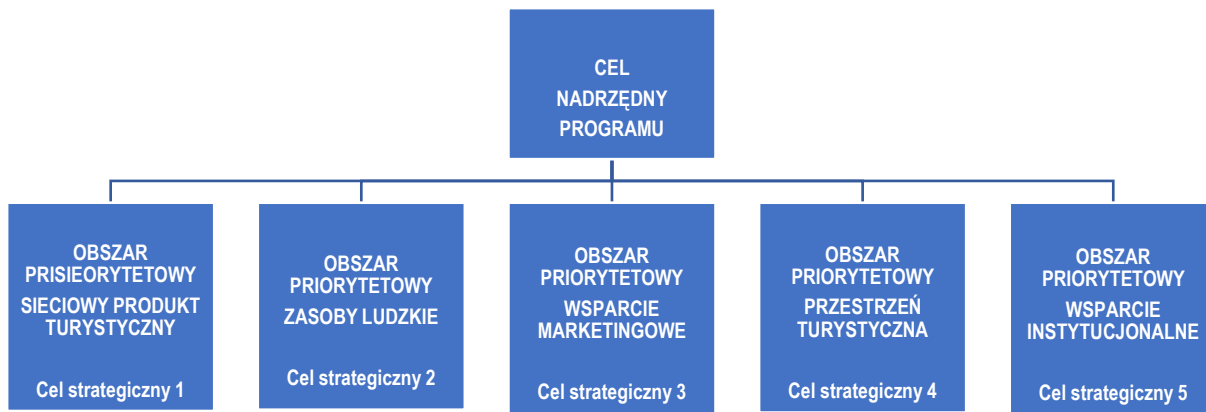 CEL
NADRZĘDNY
PROGRAMU
OBSZAR
PRISIEORYTETOWY
SIECIOWY PRODUKT
TURYSTYCZNY
Cel strategiczny 1
OBSZAR
PRIORYTETOWY
ZASOBY LUDZKIE
Cel strategiczny 2
OBSZAR
PRIORYTETOWY
WSPARCIE
MARKETINGOWE
Cel strategiczny 3
OBSZAR
PRIORYTETOWY
PRZESTRZEŃ
TURYSTYCZNA
Cel strategiczny 4
OBSZAR
PRIORYTETOWY
WSPARCIE
INSTYTUCJONALNE
Cel strategiczny 5